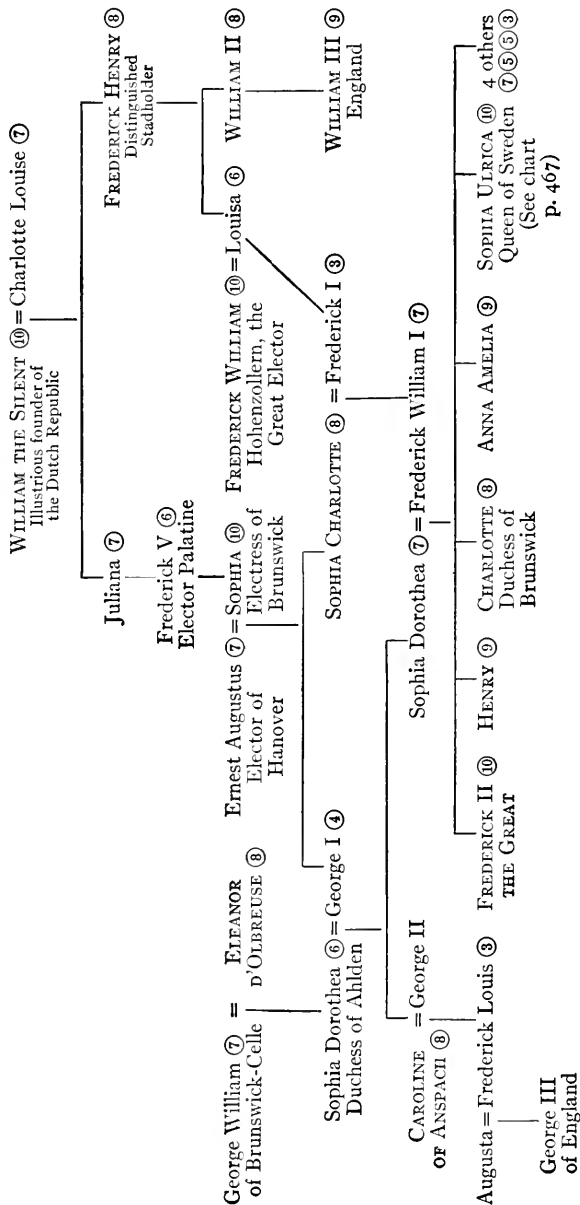 WILLIAM THE SILENT ⑩ = Charlotte Louise ⑦
Illustrious founder of
the Dutch Republic
Juliana ⑦
FREDERICK HENRY ⑧
Distinguished
Stadholder
Frederick V ⑥
Elector Palatine
George William ⑦ = ELEANOR
of Brunswick-Celle D'OLBREUSE ⑧
Ernest Augustus ⑦ = SOPHIA ⑩
Elector of Electress of
Hanover Brunswick
FREDERICK WILLIAM ⑩ = Louisa ⑥
Hohenzollern, the
Great Elector
WILLIAM II ⑧
Sophia Dorothea ⑥ = George I ④
Duchess of Ahlden
SOPHIA CHARLOTTE ⑧ = Frederick I ③
WILLIAM III ⑨
England
CAROLINE = George II
OF ANSPACH ⑧
Sophia Dorothea ⑦ = Frederick William I ⑦
Augusta = Frederick Louis ③
FREDERICK II ⑩
THE GREAT
HENRY ⑨
CHARLOTTE ⑧
Duchess of
Brunswick
ANNA AMELIA ⑨
SOPHIA ULRICA ⑩
Queen of Sweden
(See chart
p. 467)
4 others
⑦⑤⑤③
George III
of England